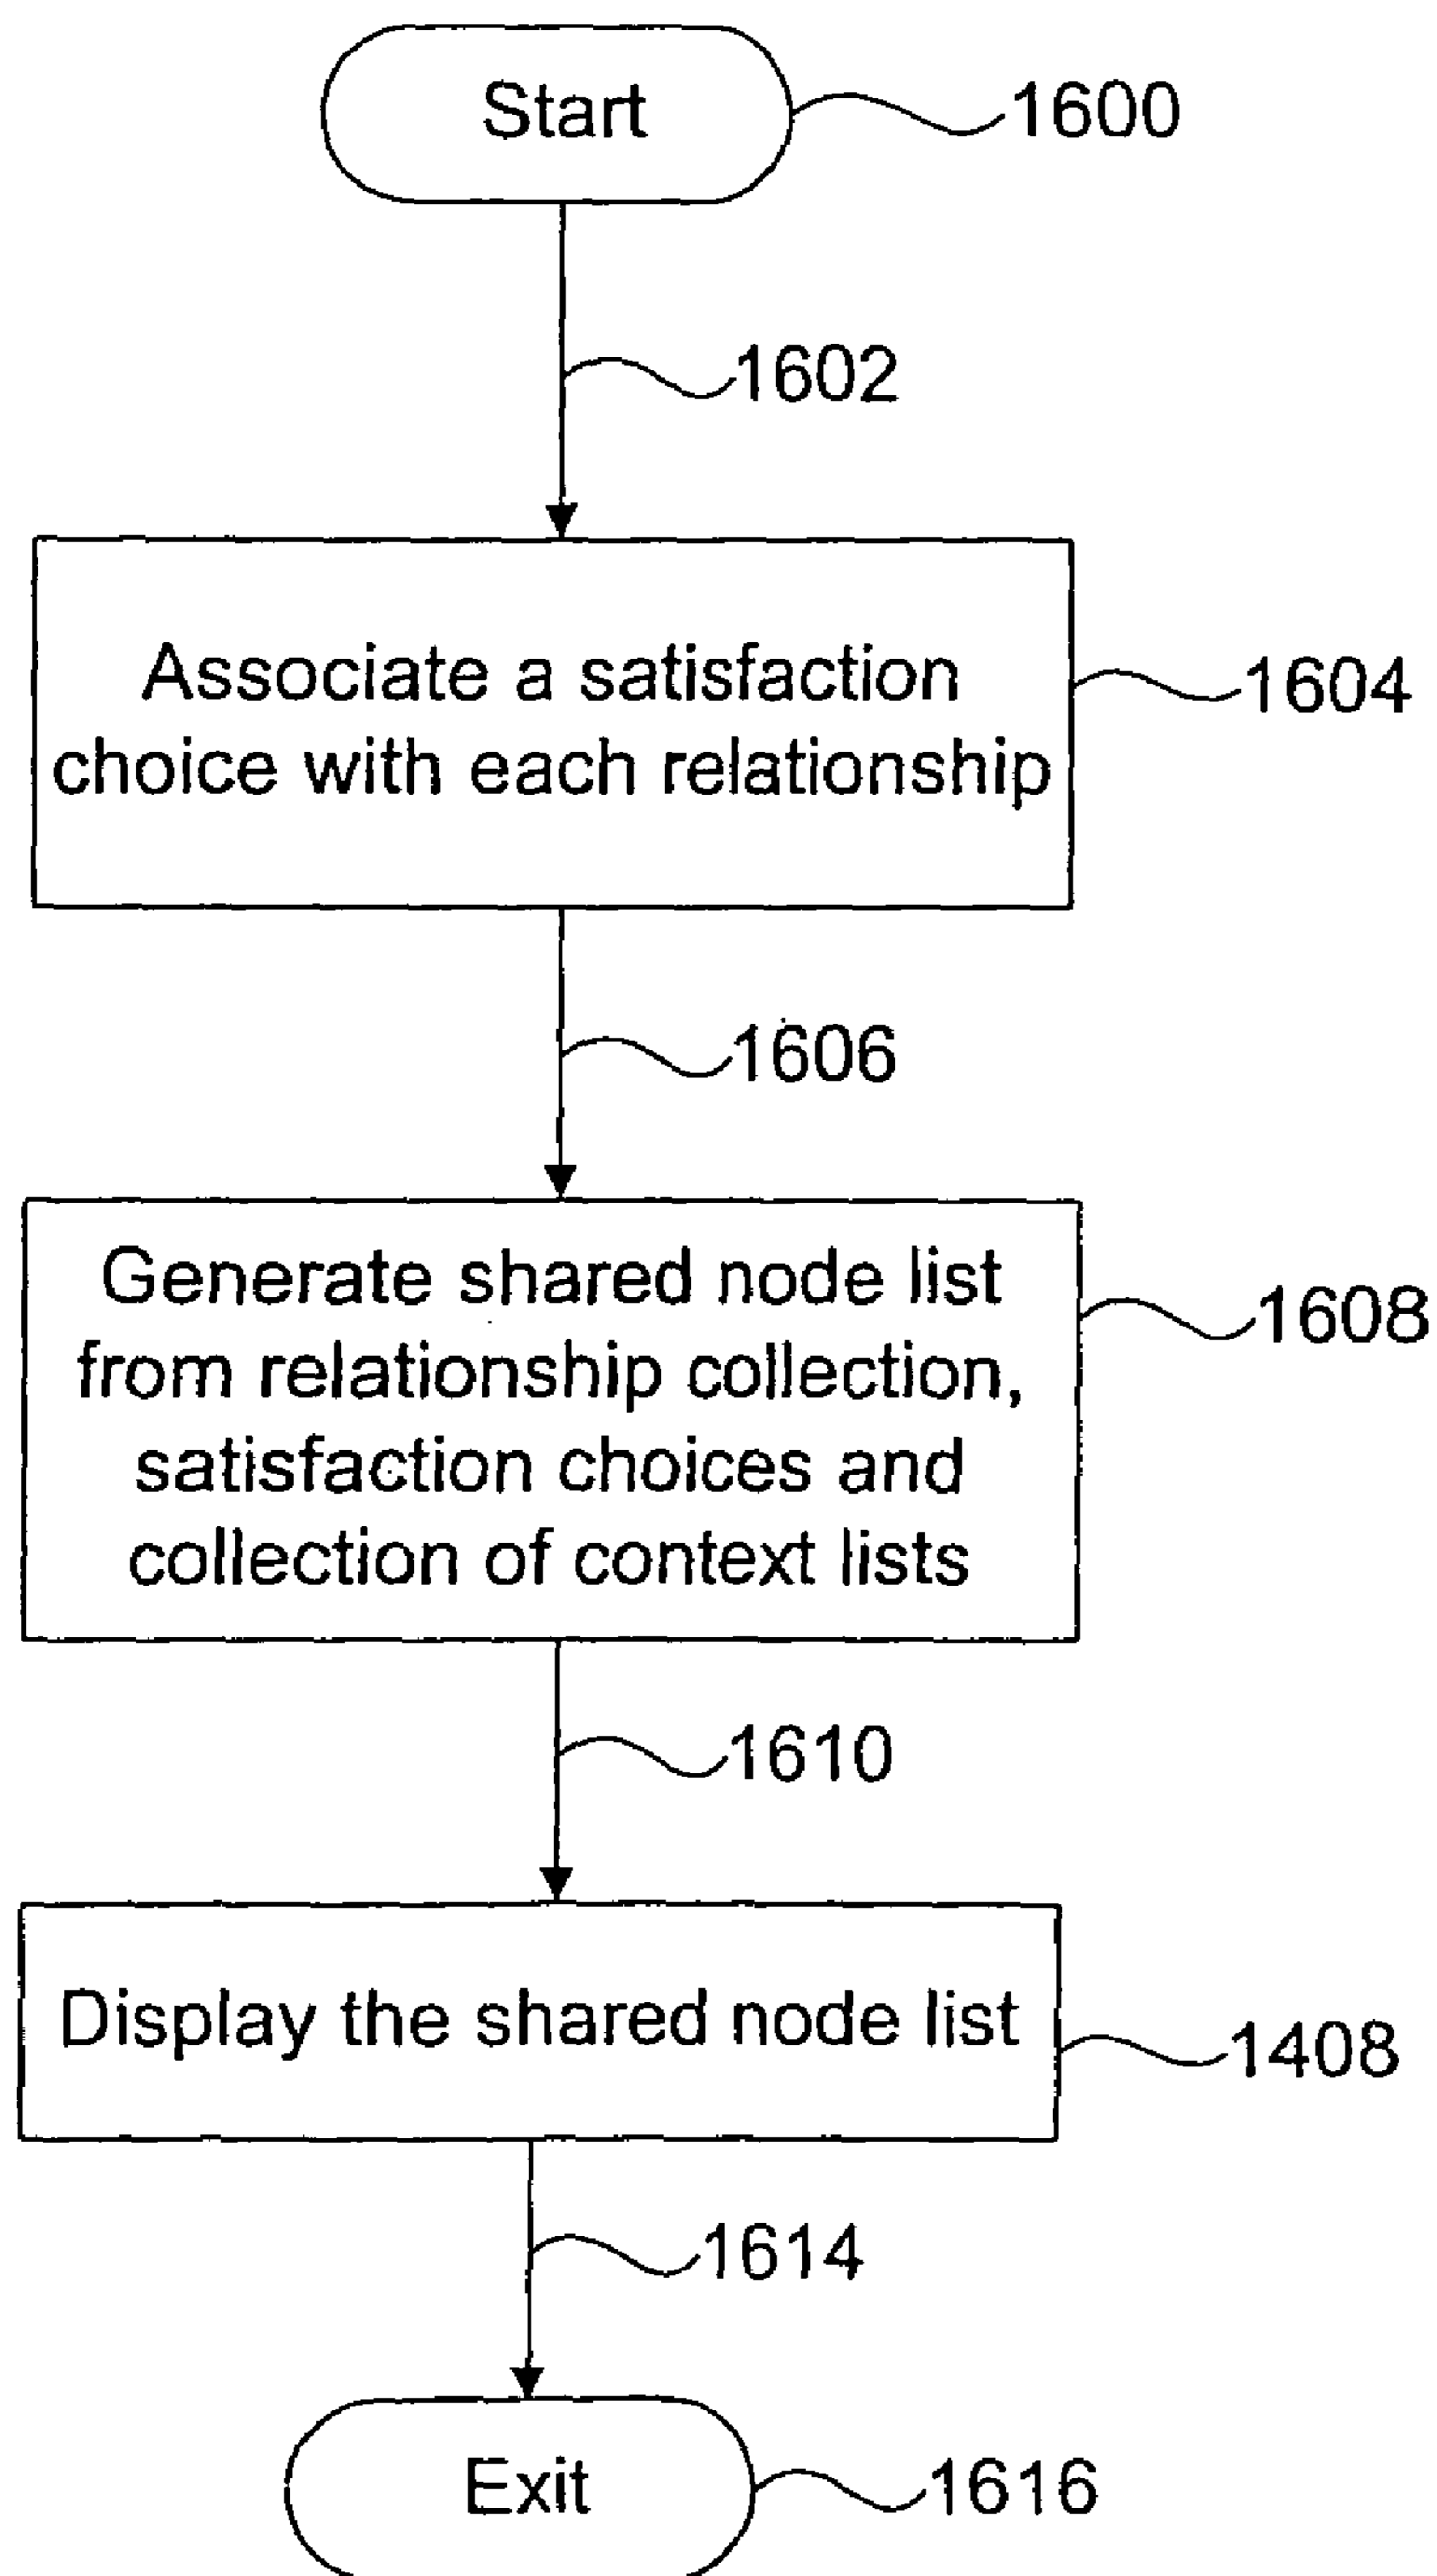 Start
1600
1602
Associate a satisfaction
choice with each relationship
1604
1606
Generate shared node list
from relationship collection,
satisfaction choices and
collection of context lists
1608
1610
Display the shared node list
1408
1614
Exit
1616